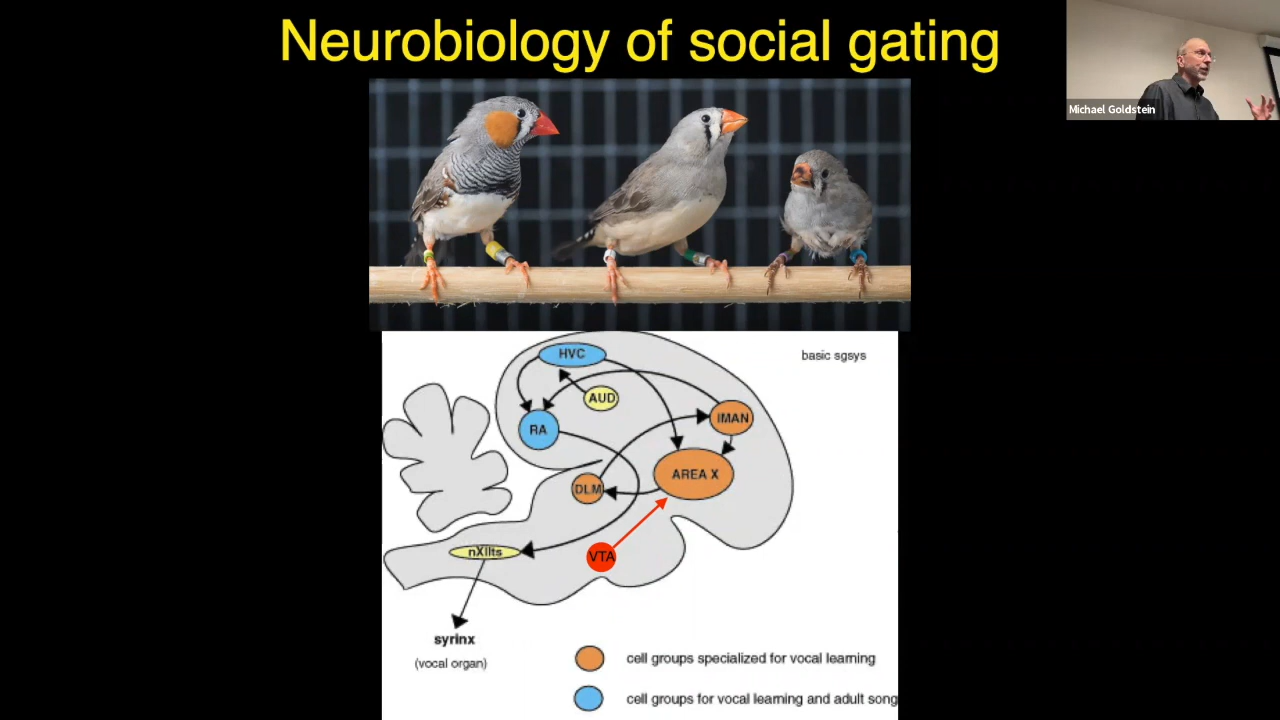 Neurobiology of social gating
Michael Goldstein
HVC
basic sgsys
AUD
IMAN
RA
AREA X
DLM
nXIIts
VTA
syrinx
(vocal organ)
cell groups specialized for vocal learning
cell groups for vocal learning and adult song